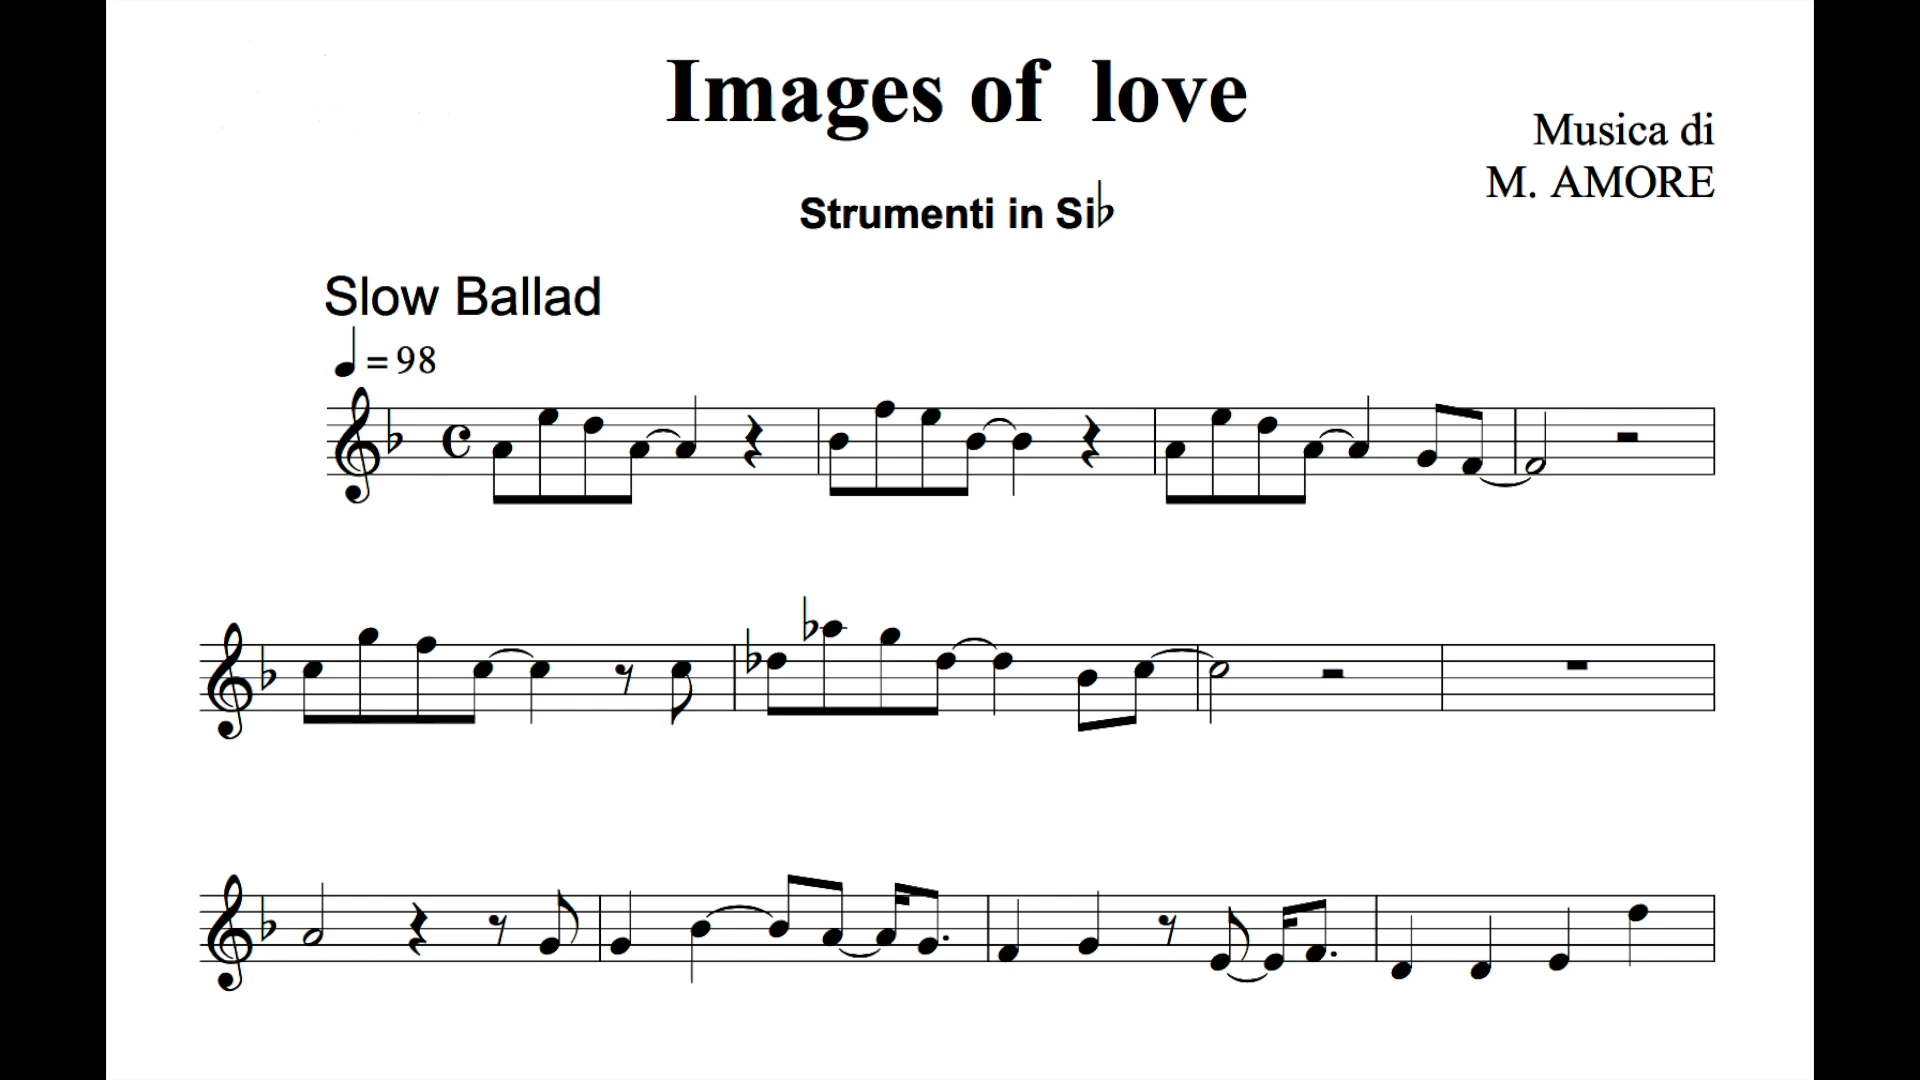 Images of love
Musica di
M. AMORE
Strumenti in Si♭
Slow Ballad
♩ = 98